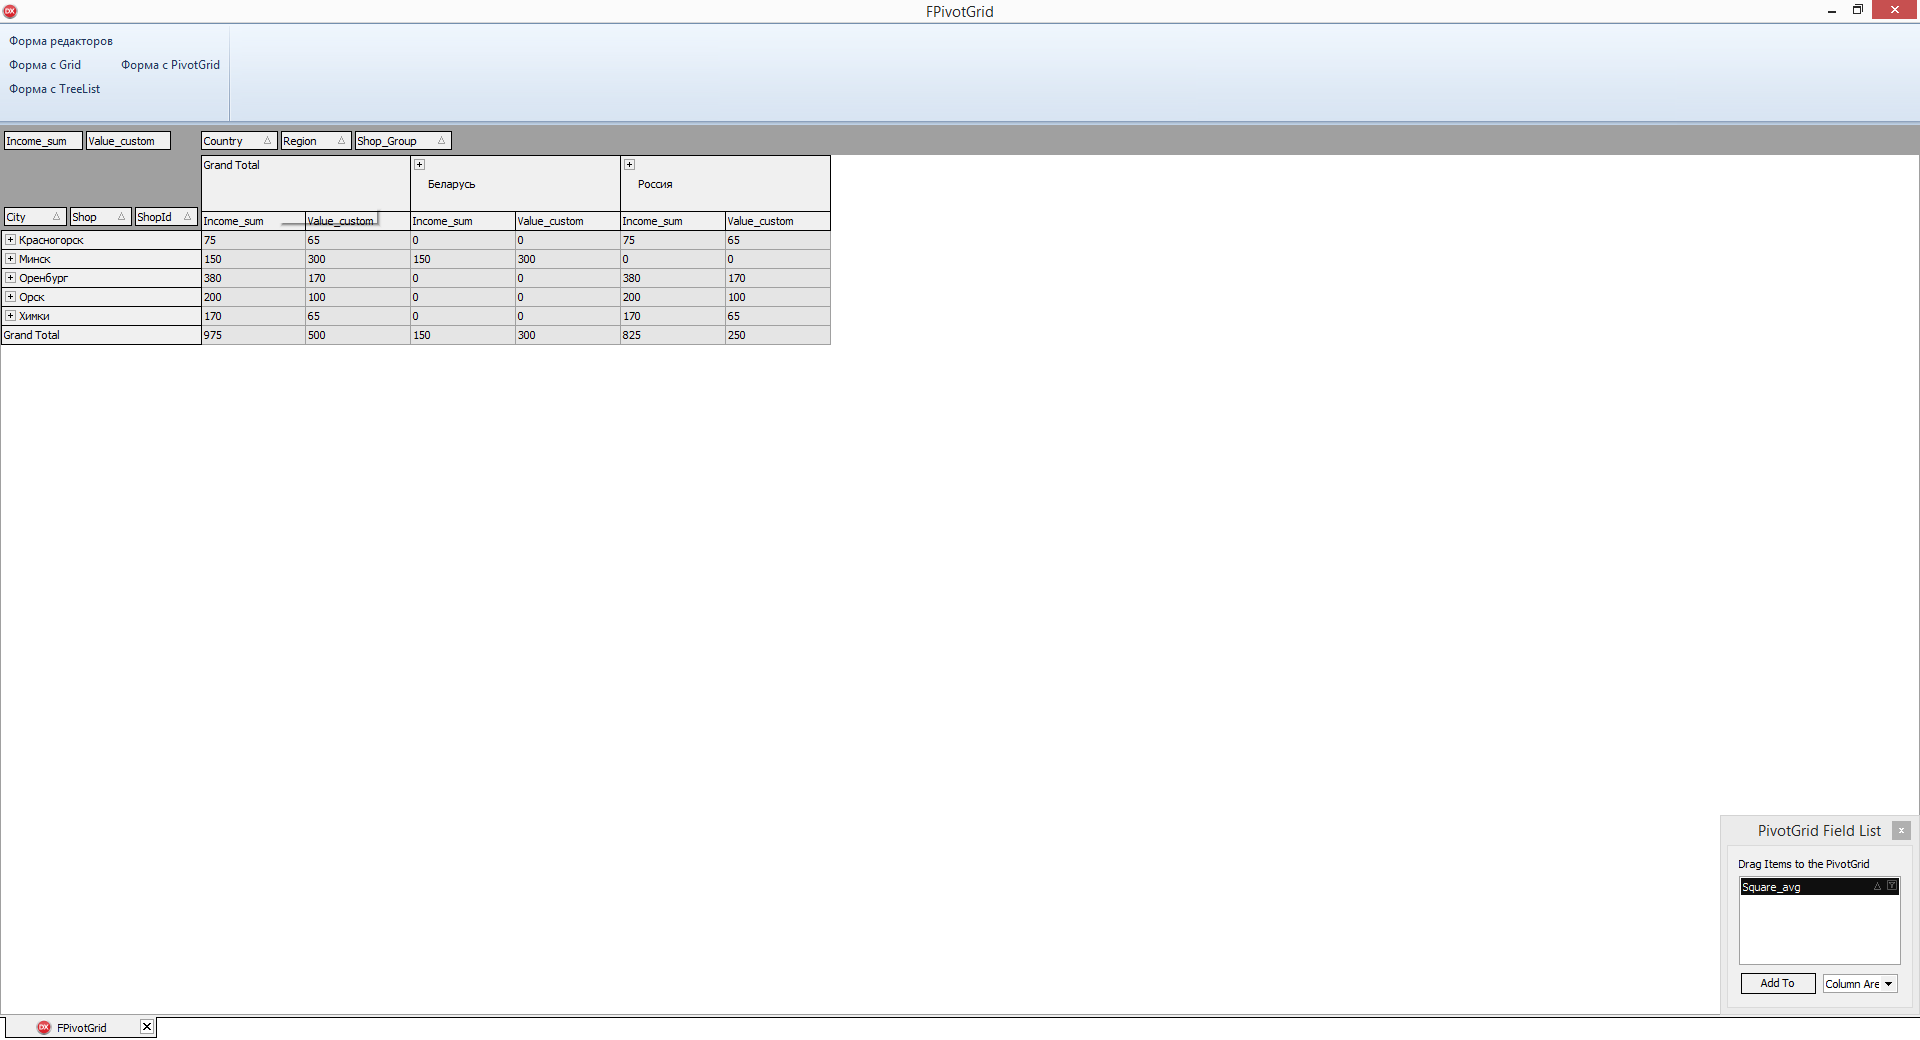 FPivotGrid
Форма редакторов
Форма с Grid Форма с PivotGrid
Форма с TreeList
Income_sum Value_custom Country Region Shop_Group
Grand Total
Беларусь Россия
City Shop ShopId Income_sum Value_custom Income_sum Value_custom Income_sum Value_custom
Красногорск 75 65 0 0 75 65
Минск 150 300 150 300 0 0
Оренбург 380 170 0 0 380 170
Орск 200 100 0 0 200 100
Химки 170 65 0 0 170 65
Grand Total 975 500 150 300 825 250
PivotGrid Field List
Drag Items to the PivotGrid
Square_avg
Add To Column Are
DX FPivotGrid